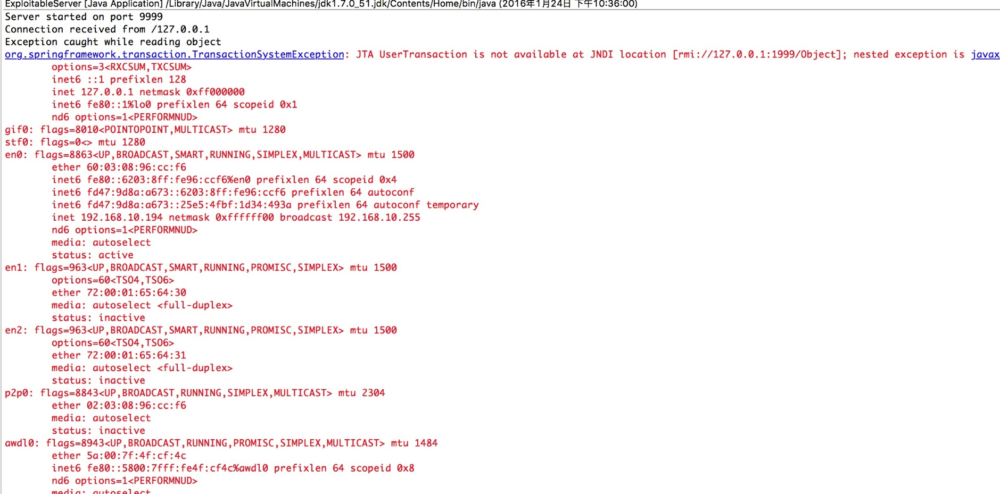 ExploitableServer [Java Application] /Library/Java/JavaVirtualMachines/jdk1.7.0_51.jdk/Contents/Home/bin/java (2016年1月24日 下午10:36:00)
Server started on port 9999
Connection received from /127.0.0.1
Exception caught while reading object
org.springframework.transaction.TransactionSystemException: JTA UserTransaction is not available at JNDI location [rmi://127.0.0.1:1999/Object]; nested exception is javax
options=3<RXCSUM,TXCSUM>
inet6 ::1 prefixlen 128
inet 127.0.0.1 netmask 0xff000000
inet6 fe80::1%lo0 prefixlen 64 scopeid 0x1
nd6 options=1<PERFORMNUD>
gif0: flags=8010<POINTOPOINT,MULTICAST> mtu 1280
stf0: flags=0<> mtu 1280
en0: flags=8863<UP,BROADCAST,SMART,RUNNING,SIMPLEX,MULTICAST> mtu 1500
ether 60:03:08:96:cc:f6
inet6 fe80::6203:8ff:fe96:ccf6%en0 prefixlen 64 scopeid 0x4
inet6 fd47:9d8a:a673::6203:8ff:fe96:ccf6 prefixlen 64 autoconf
inet6 fd47:9d8a:a673::25e5:4fbf:1d34:493a prefixlen 64 autoconf temporary
inet 192.168.10.194 netmask 0xffffff00 broadcast 192.168.10.255
nd6 options=1<PERFORMNUD>
media: autoselect
status: active
en1: flags=963<UP,BROADCAST,SMART,RUNNING,PROMISC,SIMPLEX> mtu 1500
options=60<TSO4,TSO6>
ether 72:00:01:65:64:30
media: autoselect <full-duplex>
status: inactive
en2: flags=963<UP,BROADCAST,SMART,RUNNING,PROMISC,SIMPLEX> mtu 1500
options=60<TSO4,TSO6>
ether 72:00:01:65:64:31
media: autoselect <full-duplex>
status: inactive
p2p0: flags=8843<UP,BROADCAST,RUNNING,SIMPLEX,MULTICAST> mtu 2304
ether 02:03:08:96:cc:f6
media: autoselect
status: inactive
awdl0: flags=8943<UP,BROADCAST,RUNNING,PROMISC,SIMPLEX,MULTICAST> mtu 1484
ether 5a:00:7f:4f:cf:4c
inet6 fe80::5800:7fff:fe4f:cf4c%awdl0 prefixlen 64 scopeid 0x8
nd6 options=1<PERFORMNUD>
media: autoselect